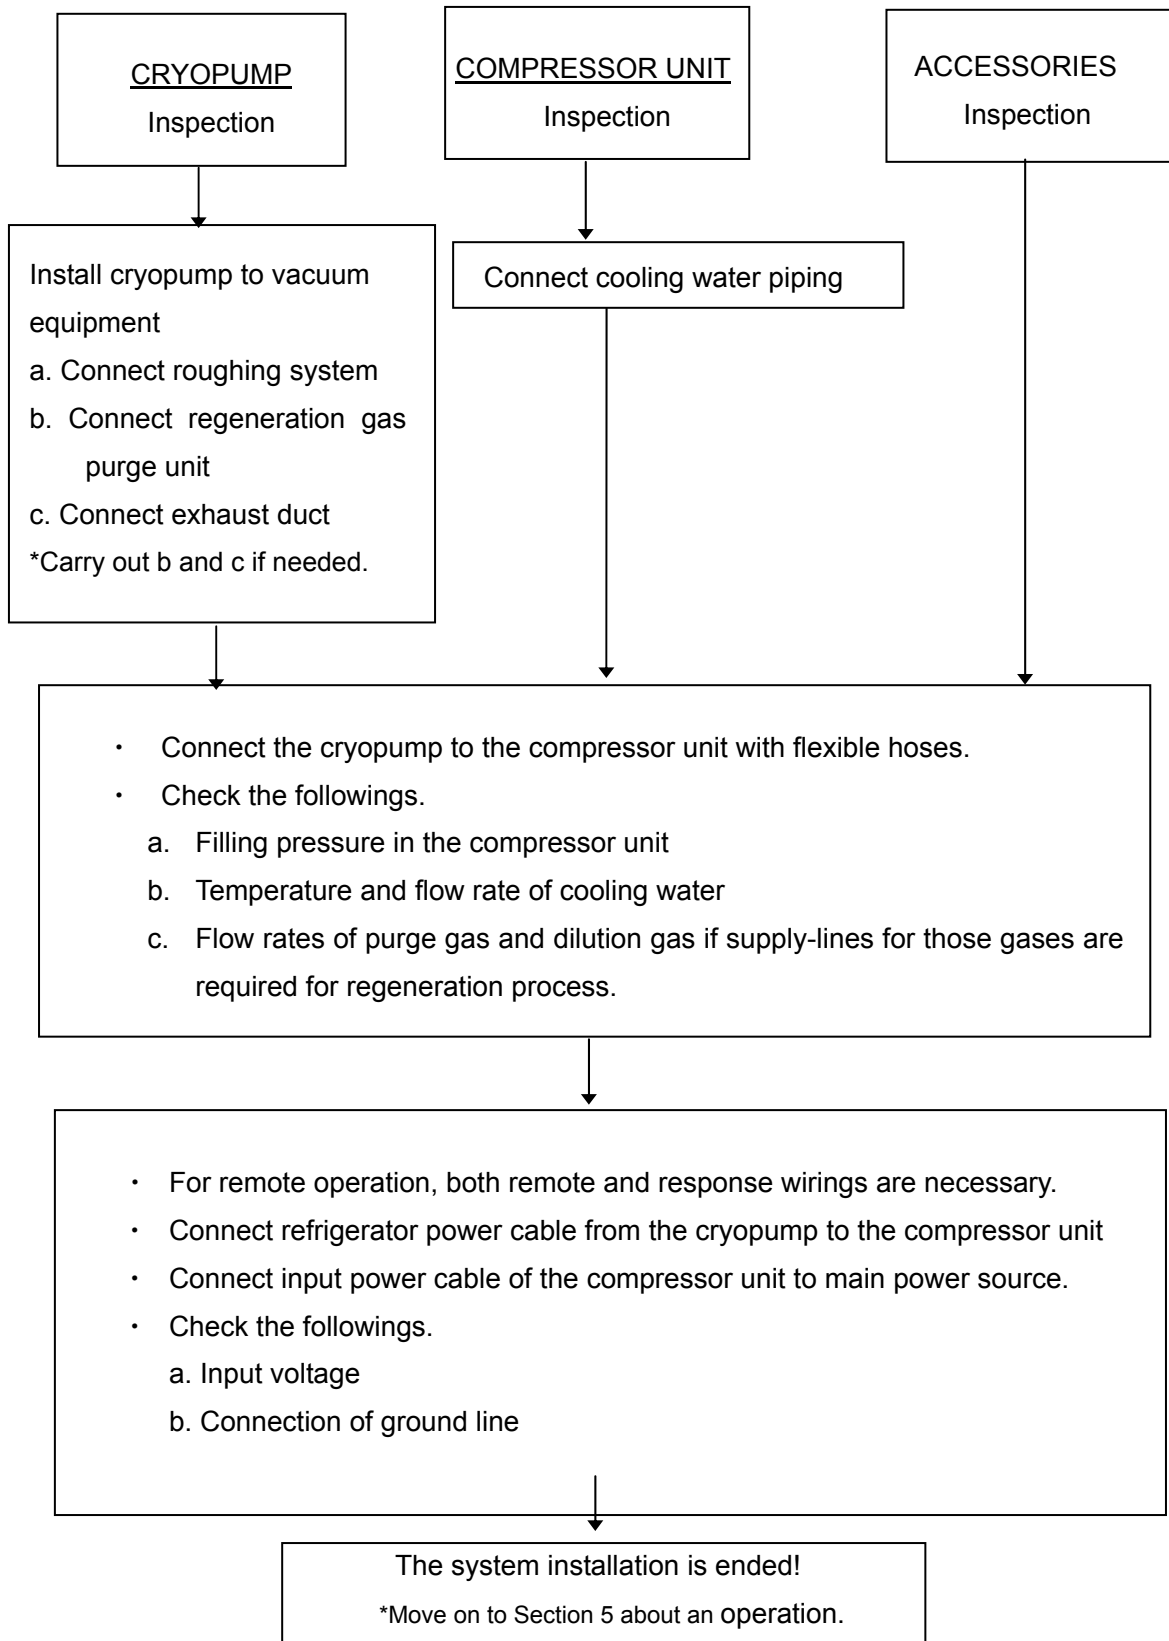 CRYOPUMP
Inspection
COMPRESSOR UNIT
Inspection
ACCESSORIES
Inspection
Install cryopump to vacuum
equipment
a. Connect roughing system
b. Connect regeneration gas
purge unit
c. Connect exhaust duct
*Carry out b and c if needed.
Connect cooling water piping
・ Connect the cryopump to the compressor unit with flexible hoses.
・ Check the followings.
a. Filling pressure in the compressor unit
b. Temperature and flow rate of cooling water
c. Flow rates of purge gas and dilution gas if supply-lines for those gases are
required for regeneration process.
・ For remote operation, both remote and response wirings are necessary.
・ Connect refrigerator power cable from the cryopump to the compressor unit
・ Connect input power cable of the compressor unit to main power source.
・ Check the followings.
a. Input voltage
b. Connection of ground line
The system installation is ended!
*Move on to Section 5 about an operation.